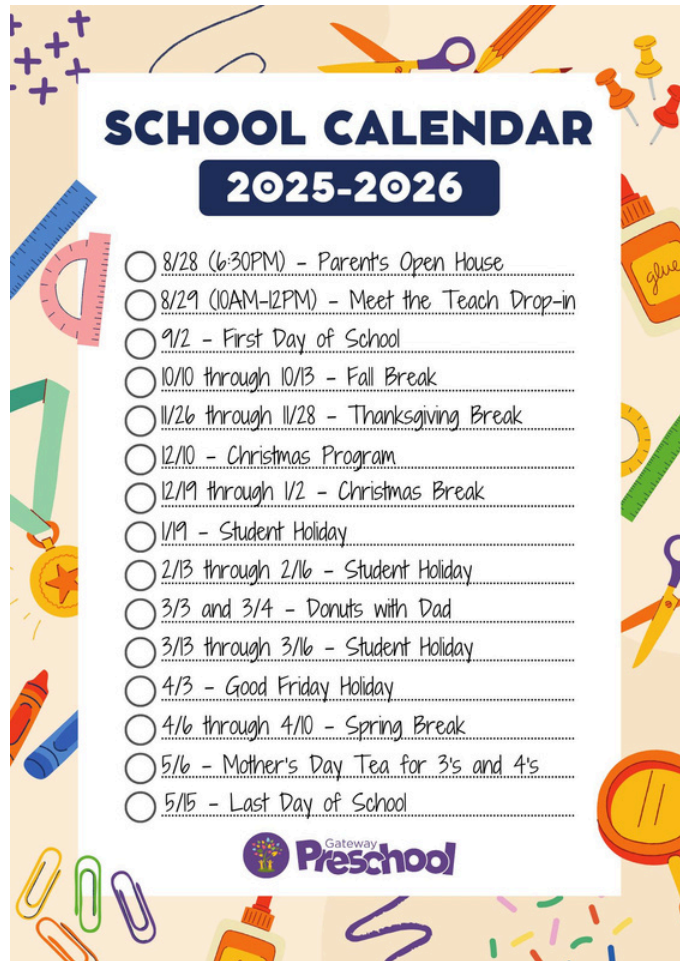 SCHOOL CALENDAR
2025-2026
8/28 (6:30PM) - Parent's Open House
8/29 (10AM-12PM) - Meet the Teach Drop-in
9/2 - First Day of School
10/10 through 10/13 - Fall Break
11/26 through 11/28 - Thanksgiving Break
12/10 - Christmas Program
12/19 through 1/2 - Christmas Break
1/19 - Student Holiday
2/13 through 2/16 - Student Holiday
3/3 and 3/4 - Donuts with Dad
3/13 through 3/16 - Student Holiday
4/3 - Good Friday Holiday
4/6 through 4/10 - Spring Break
5/6 - Mother's Day Tea for 3's and 4's
5/15 - Last Day of School
Gateway
Preschool
glue